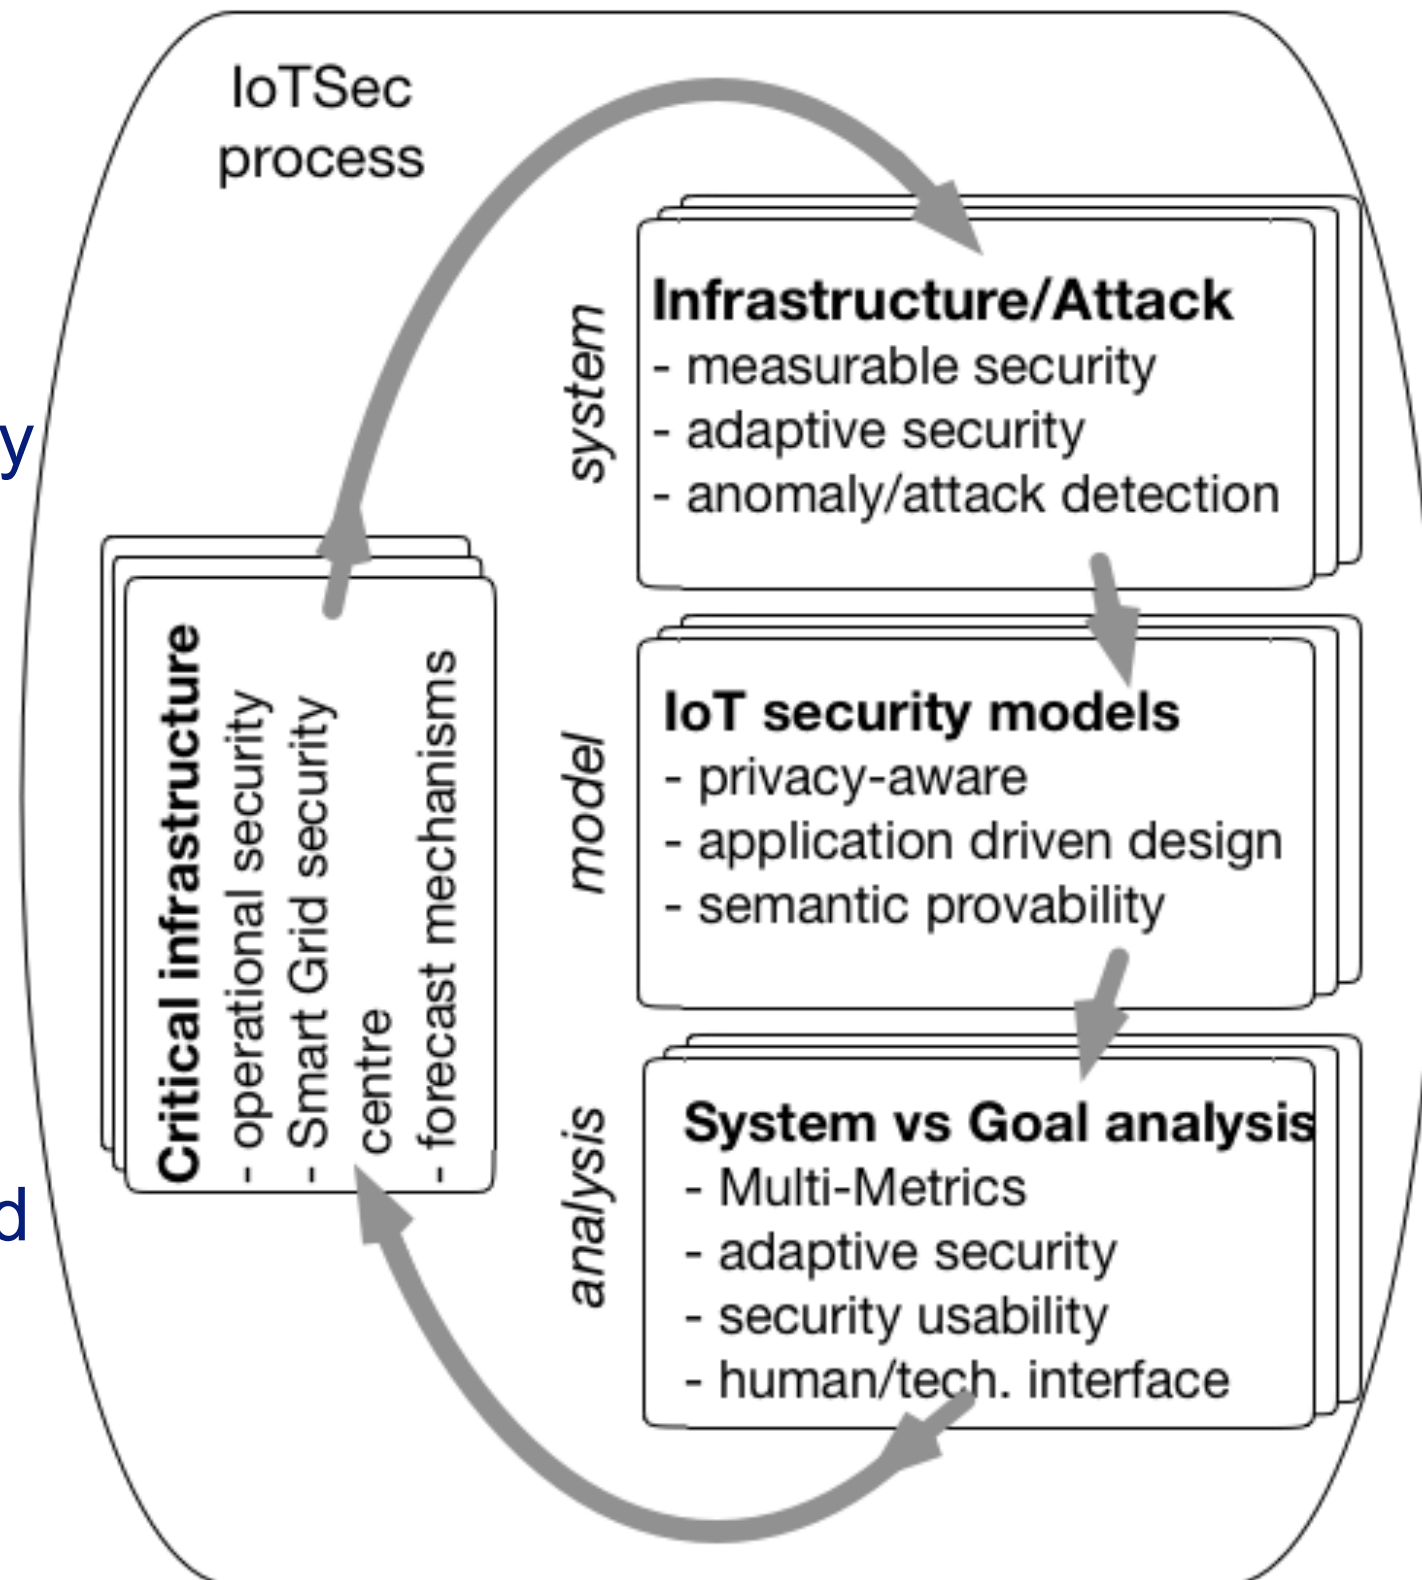 IoTSec
process
y
d
Critical infrastructure
- operational security
- Smart Grid security
centre
- forecast mechanisms
system
Infrastructure/Attack
- measurable security
- adaptive security
- anomaly/attack detection
model
IoT security models
- privacy-aware
- application driven design
- semantic provability
analysis
System vs Goal analysis
- Multi-Metrics
- adaptive security
- security usability
- human/tech. interface